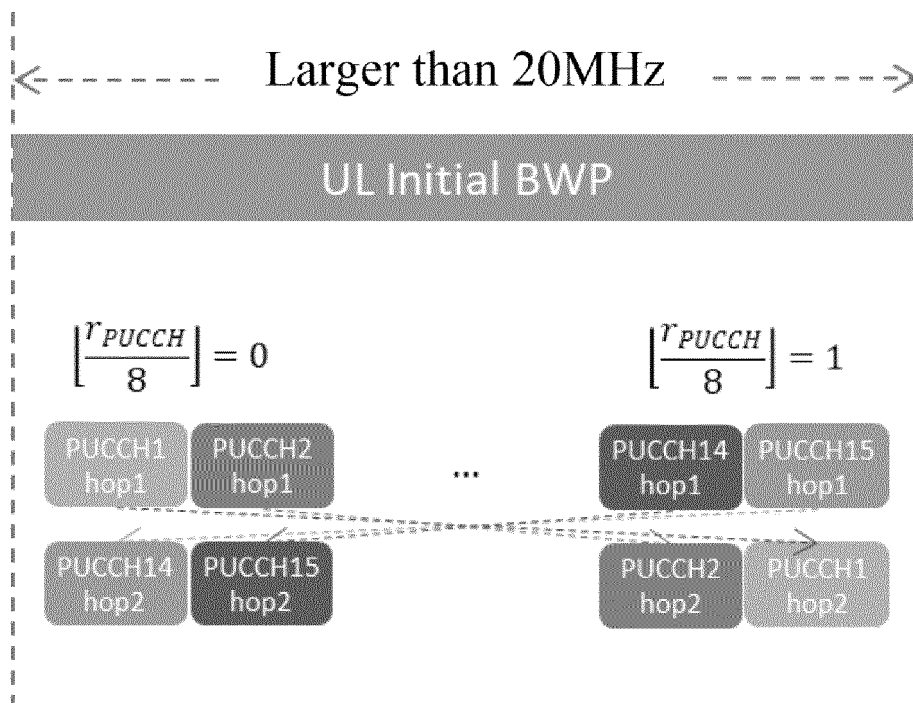 Larger than 20MHz
UL Initial BWP
⌊r_PUCCH/8⌋ = 0
⌊r_PUCCH/8⌋ = 1
PUCCH1 hop1
PUCCH2 hop1
...
PUCCH14 hop1
PUCCH15 hop1
PUCCH14 hop2
PUCCH15 hop2
PUCCH2 hop2
PUCCH1 hop2